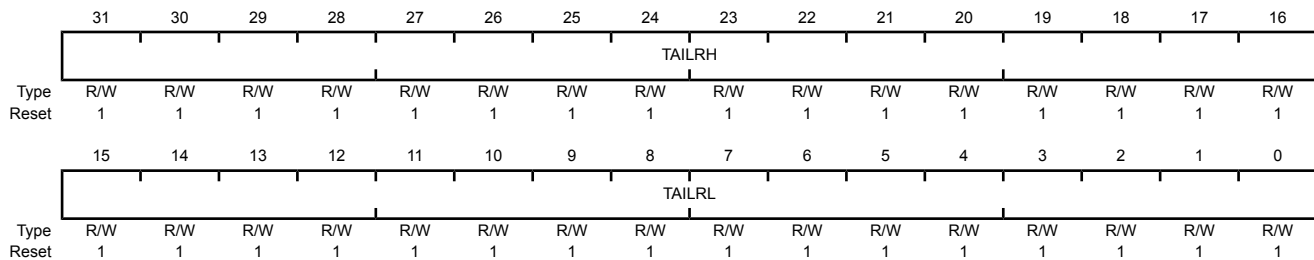 31 30 29 28 27 26 25 24 23 22 21 20 19 18 17 16
TAILRH
Type R/W R/W R/W R/W R/W R/W R/W R/W R/W R/W R/W R/W R/W R/W R/W R/W
Reset 1 1 1 1 1 1 1 1 1 1 1 1 1 1 1 1
15 14 13 12 11 10 9 8 7 6 5 4 3 2 1 0
TAILRL
Type R/W R/W R/W R/W R/W R/W R/W R/W R/W R/W R/W R/W R/W R/W R/W R/W
Reset 1 1 1 1 1 1 1 1 1 1 1 1 1 1 1 1